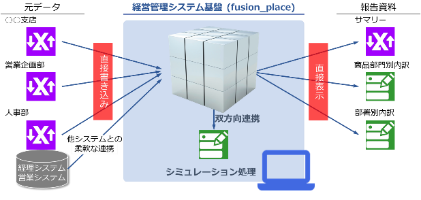 元データ
経営管理システム基盤 (fusion_place)
報告資料
〇〇支店
サマリー
営業企画部
商品部門別内訳
直接書き込み
直接表示
人事部
部署別内訳
他システムとの
柔軟な連携
双方向連携
経理システム
営業システム
シミュレーション処理